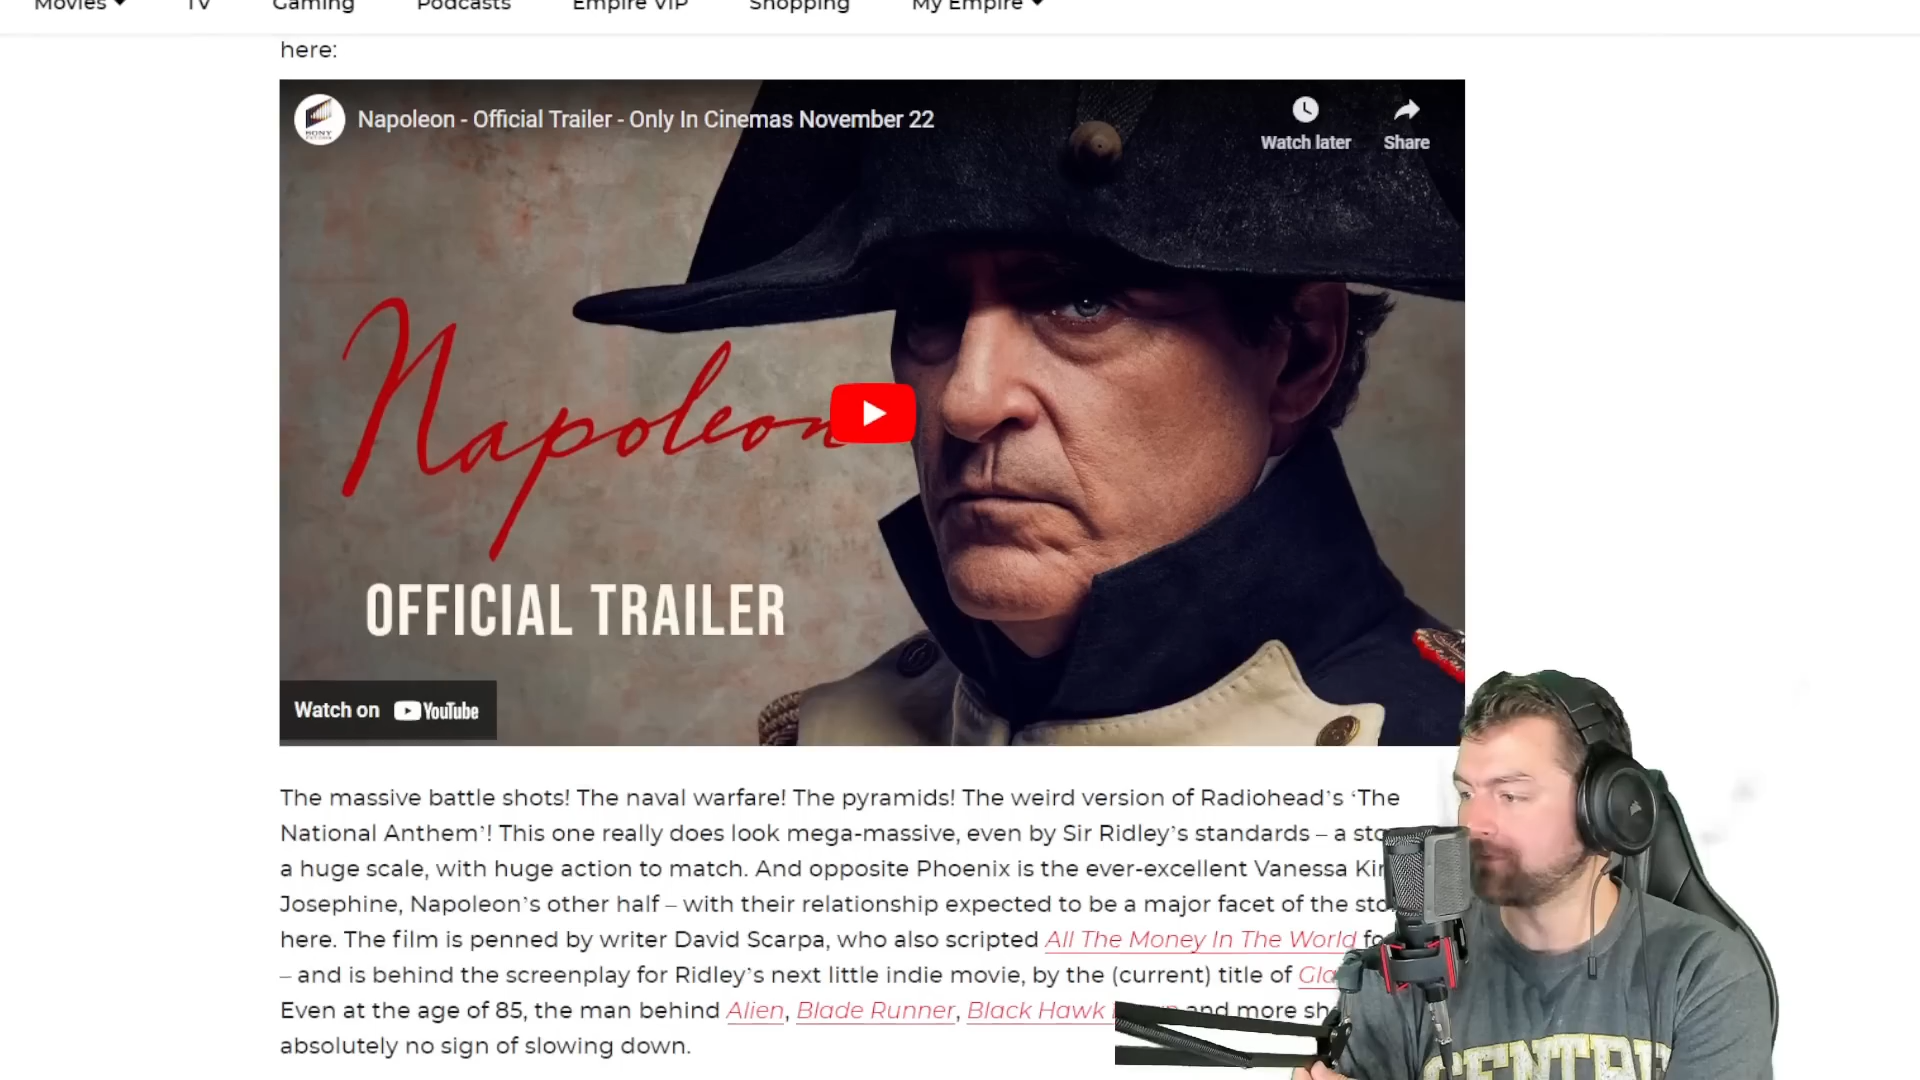 Movies TV Gaming Podcasts Empire VIP Shopping My Empire
here:
SONY
Napoleon - Official Trailer - Only In Cinemas November 22
Watch later
Share
Napoleon
OFFICIAL TRAILER
Watch on YouTube
The massive battle shots! The naval warfare! The pyramids! The weird version of Radiohead’s ‘The
National Anthem’! This one really does look mega-massive, even by Sir Ridley’s standards – a
a huge scale, with huge action to match. And opposite Phoenix is the ever-excellent Vanessa
Josephine, Napoleon’s other half – with their relationship expected to be a major facet of the
here. The film is penned by writer David Scarpa, who also scripted All The Money In The World
– and is behind the screenplay for Ridley’s next little indie movie, by the (current) title of
Even at the age of 85, the man behind Alien, Blade Runner, Black Hawk and more
absolutely no sign of slowing down.